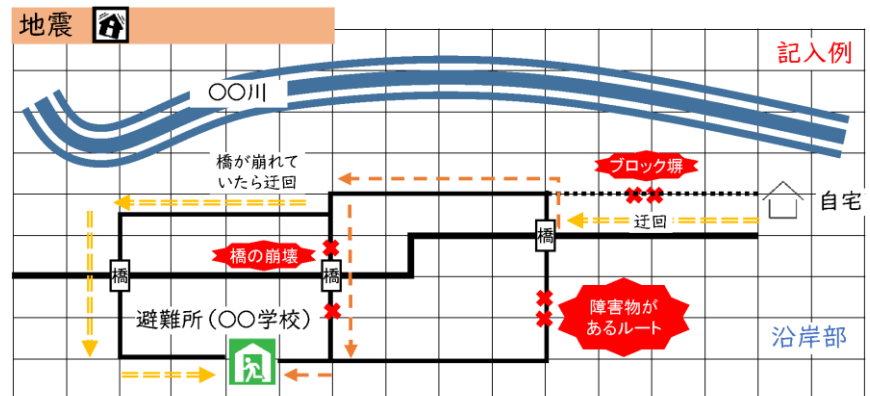 地震
記入例
〇〇川
橋が崩れて
いたら迂回
ブロック塀
自宅
迂回
橋
橋の崩壊
橋
橋
避難所（〇〇学校）
障害物が
あるルート
沿岸部